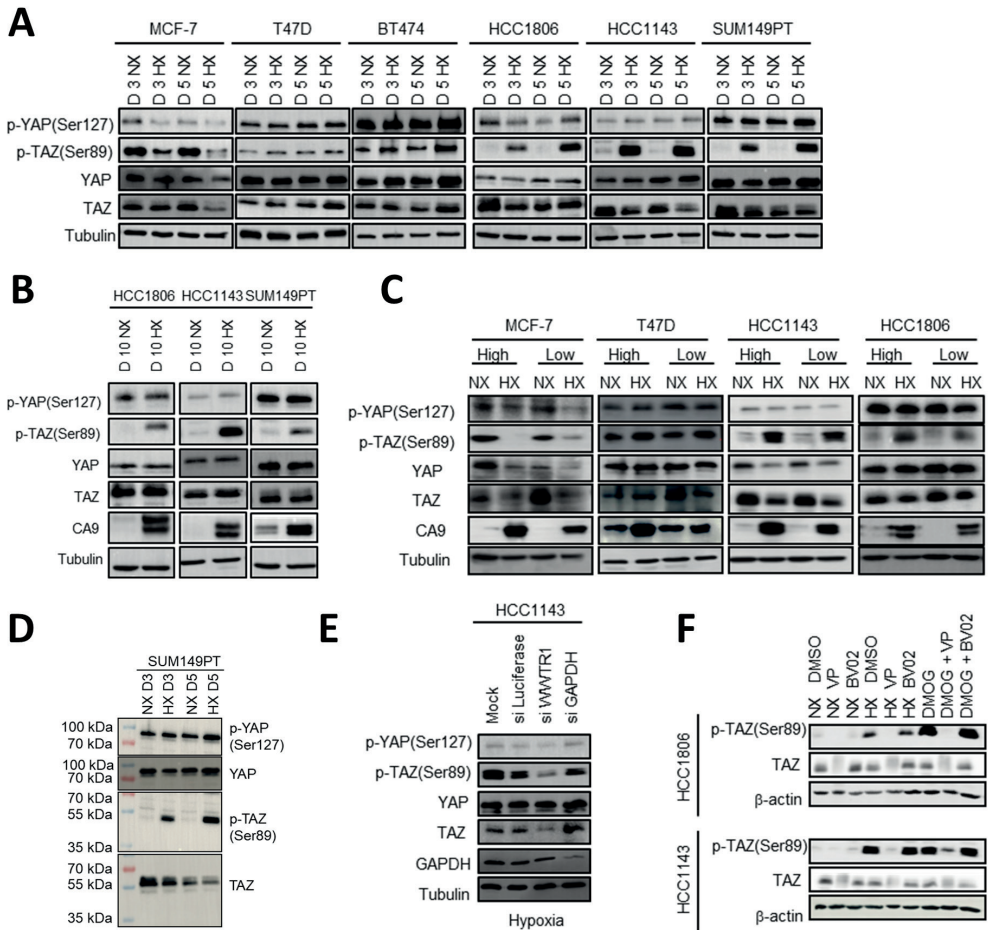 A
MCF-7 T47D BT474 HCC1806 HCC1143 SUM149PT
D 3 NX D 3 HX D 5 NX D 5 HX D 3 NX D 3 HX D 5 NX D 5 HX D 3 NX D 3 HX D 5 NX D 5 HX D 3 NX D 3 HX D 5 NX D 5 HX D 3 NX D 3 HX D 5 NX D 5 HX D 3 NX D 3 HX D 5 NX D 5 HX
p-YAP(Ser127)
p-TAZ(Ser89)
YAP
TAZ
Tubulin
B
HCC1806 HCC1143 SUM149PT
D 10 NX D 10 HX D 10 NX D 10 HX D 10 NX D 10 HX
p-YAP(Ser127)
p-TAZ(Ser89)
YAP
TAZ
CA9
Tubulin
C
MCF-7 T47D HCC1143 HCC1806
High Low High Low High Low High Low
NX HX NX HX NX HX NX HX NX HX NX HX NX HX NX HX
p-YAP(Ser127)
p-TAZ(Ser89)
YAP
TAZ
CA9
Tubulin
D
SUM149PT
NX D3 HX D3 NX D5 HX D5
100 kDa p-YAP
70 kDa (Ser127)
100 kDa YAP
70 kDa
70 kDa
55 kDa p-TAZ
(Ser89)
35 kDa
70 kDa
55 kDa TAZ
35 kDa
E
HCC1143
Mock si Luciferase si WWTR1 si GAPDH
p-YAP(Ser127)
p-TAZ(Ser89)
YAP
TAZ
GAPDH
Tubulin
Hypoxia
F
NX DMSO NX VP NX BV02 HX DMSO HX VP HX BV02 DMOG DMOG + VP DMOG + BV02
HCC1806
p-TAZ(Ser89)
TAZ
β-actin
HCC1143
p-TAZ(Ser89)
TAZ
β-actin